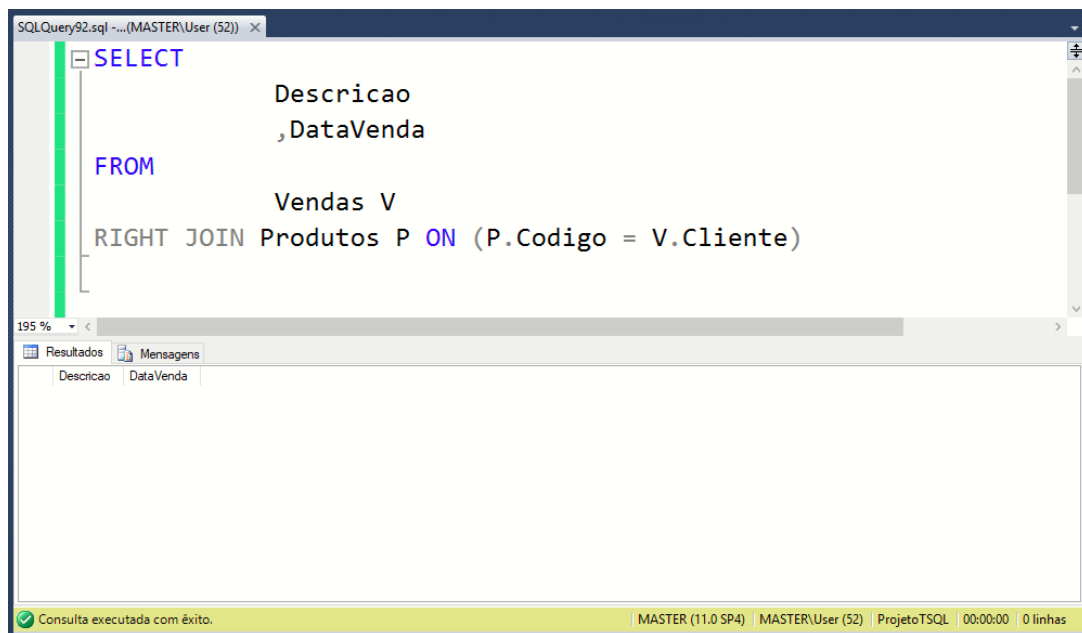 SQLQuery92.sql -...(MASTER\User (52))
SELECT
Descricao
,DataVenda
FROM
Vendas V
RIGHT JOIN Produtos P ON (P.Codigo = V.Cliente)
195 %
Resultados Mensagens
Descricao DataVenda
Consulta executada com êxito. MASTER (11.0 SP4) MASTER\User (52) ProjetoTSQL 00:00:00 0 linhas